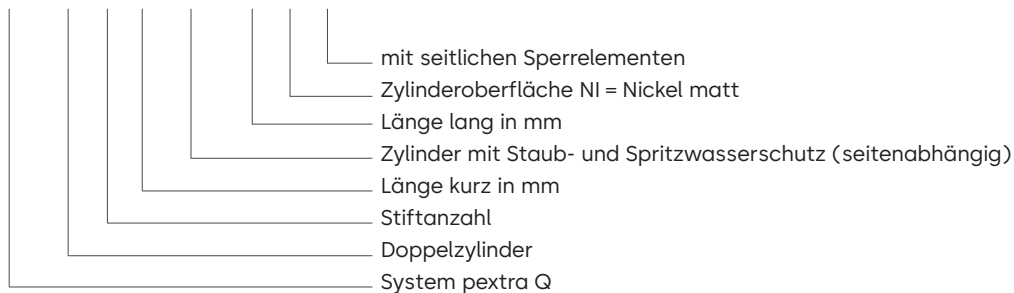 mit seitlichen Sperrelementen
Zylinderoberfläche NI = Nickel matt
Länge lang in mm
Zylinder mit Staub- und Spritzwasserschutz (seitenabhängig)
Länge kurz in mm
Stiftanzahl
Doppelzylinder
System pextra Q